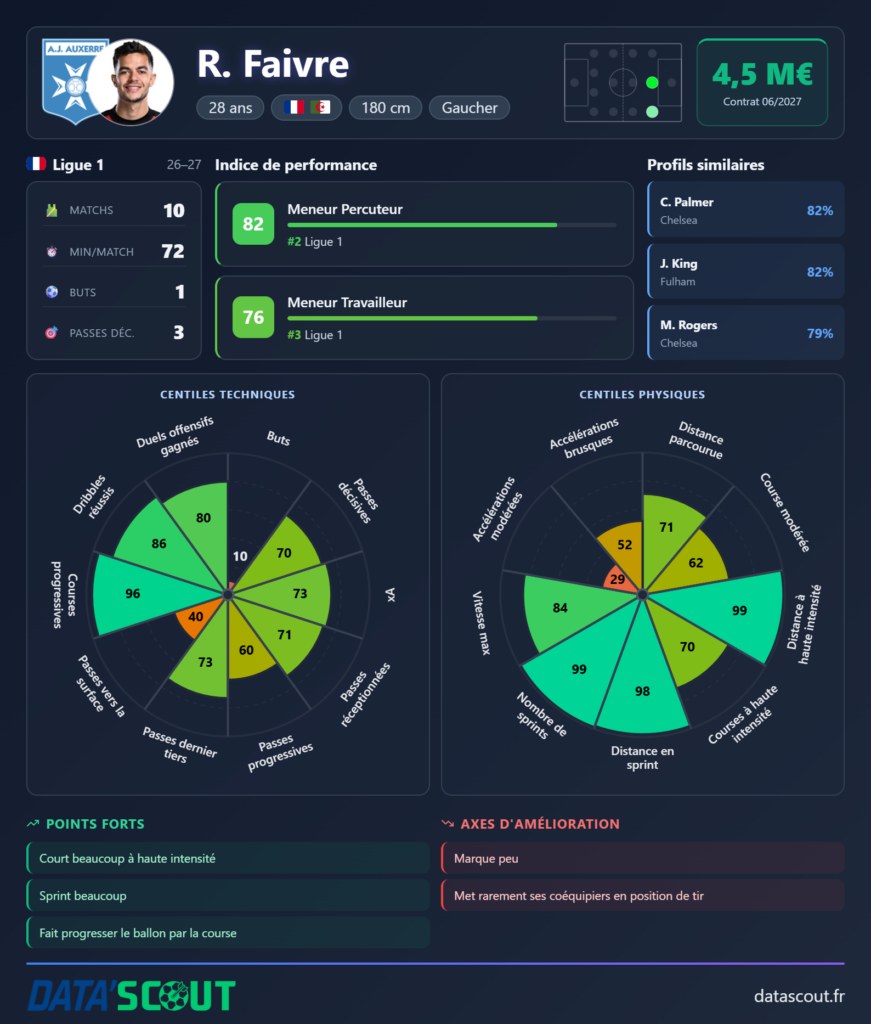 A.J. AUXERRE
R. Faivre
28 ans
180 cm
Gaucher
4,5 M€
Contrat 06/2027
Ligue 1
26–27
MATCHS
10
MIN/MATCH
72
BUTS
1
PASSES DÉC.
3
Indice de performance
82
Meneur Percuteur
#2 Ligue 1
76
Meneur Travailleur
#3 Ligue 1
Profils similaires
C. Palmer
Chelsea
82%
J. King
Fulham
82%
M. Rogers
Chelsea
79%
CENTILES TECHNIQUES
Buts
10
Passes
décisives
70
xA
73
Passes
réceptionnées
71
Passes
progressives
60
Passes dernier
tiers
73
Passes vers la
surface
40
Courses
progressives
96
Dribbles
réussis
86
Duels offensifs
gagnés
80
CENTILES PHYSIQUES
Distance
parcourue
71
Course modérée
62
Distance à
haute intensité
99
Courses à haute
intensité
70
Distance en
sprint
98
Nombre de
sprints
99
Vitesse max
84
Accélérations
modérées
29
Accélérations
brusques
52
POINTS FORTS
Court beaucoup à haute intensité
Sprint beaucoup
Fait progresser le ballon par la course
AXES D'AMÉLIORATION
Marque peu
Met rarement ses coéquipiers en position de tir
DATA'SCOUT
datascout.fr